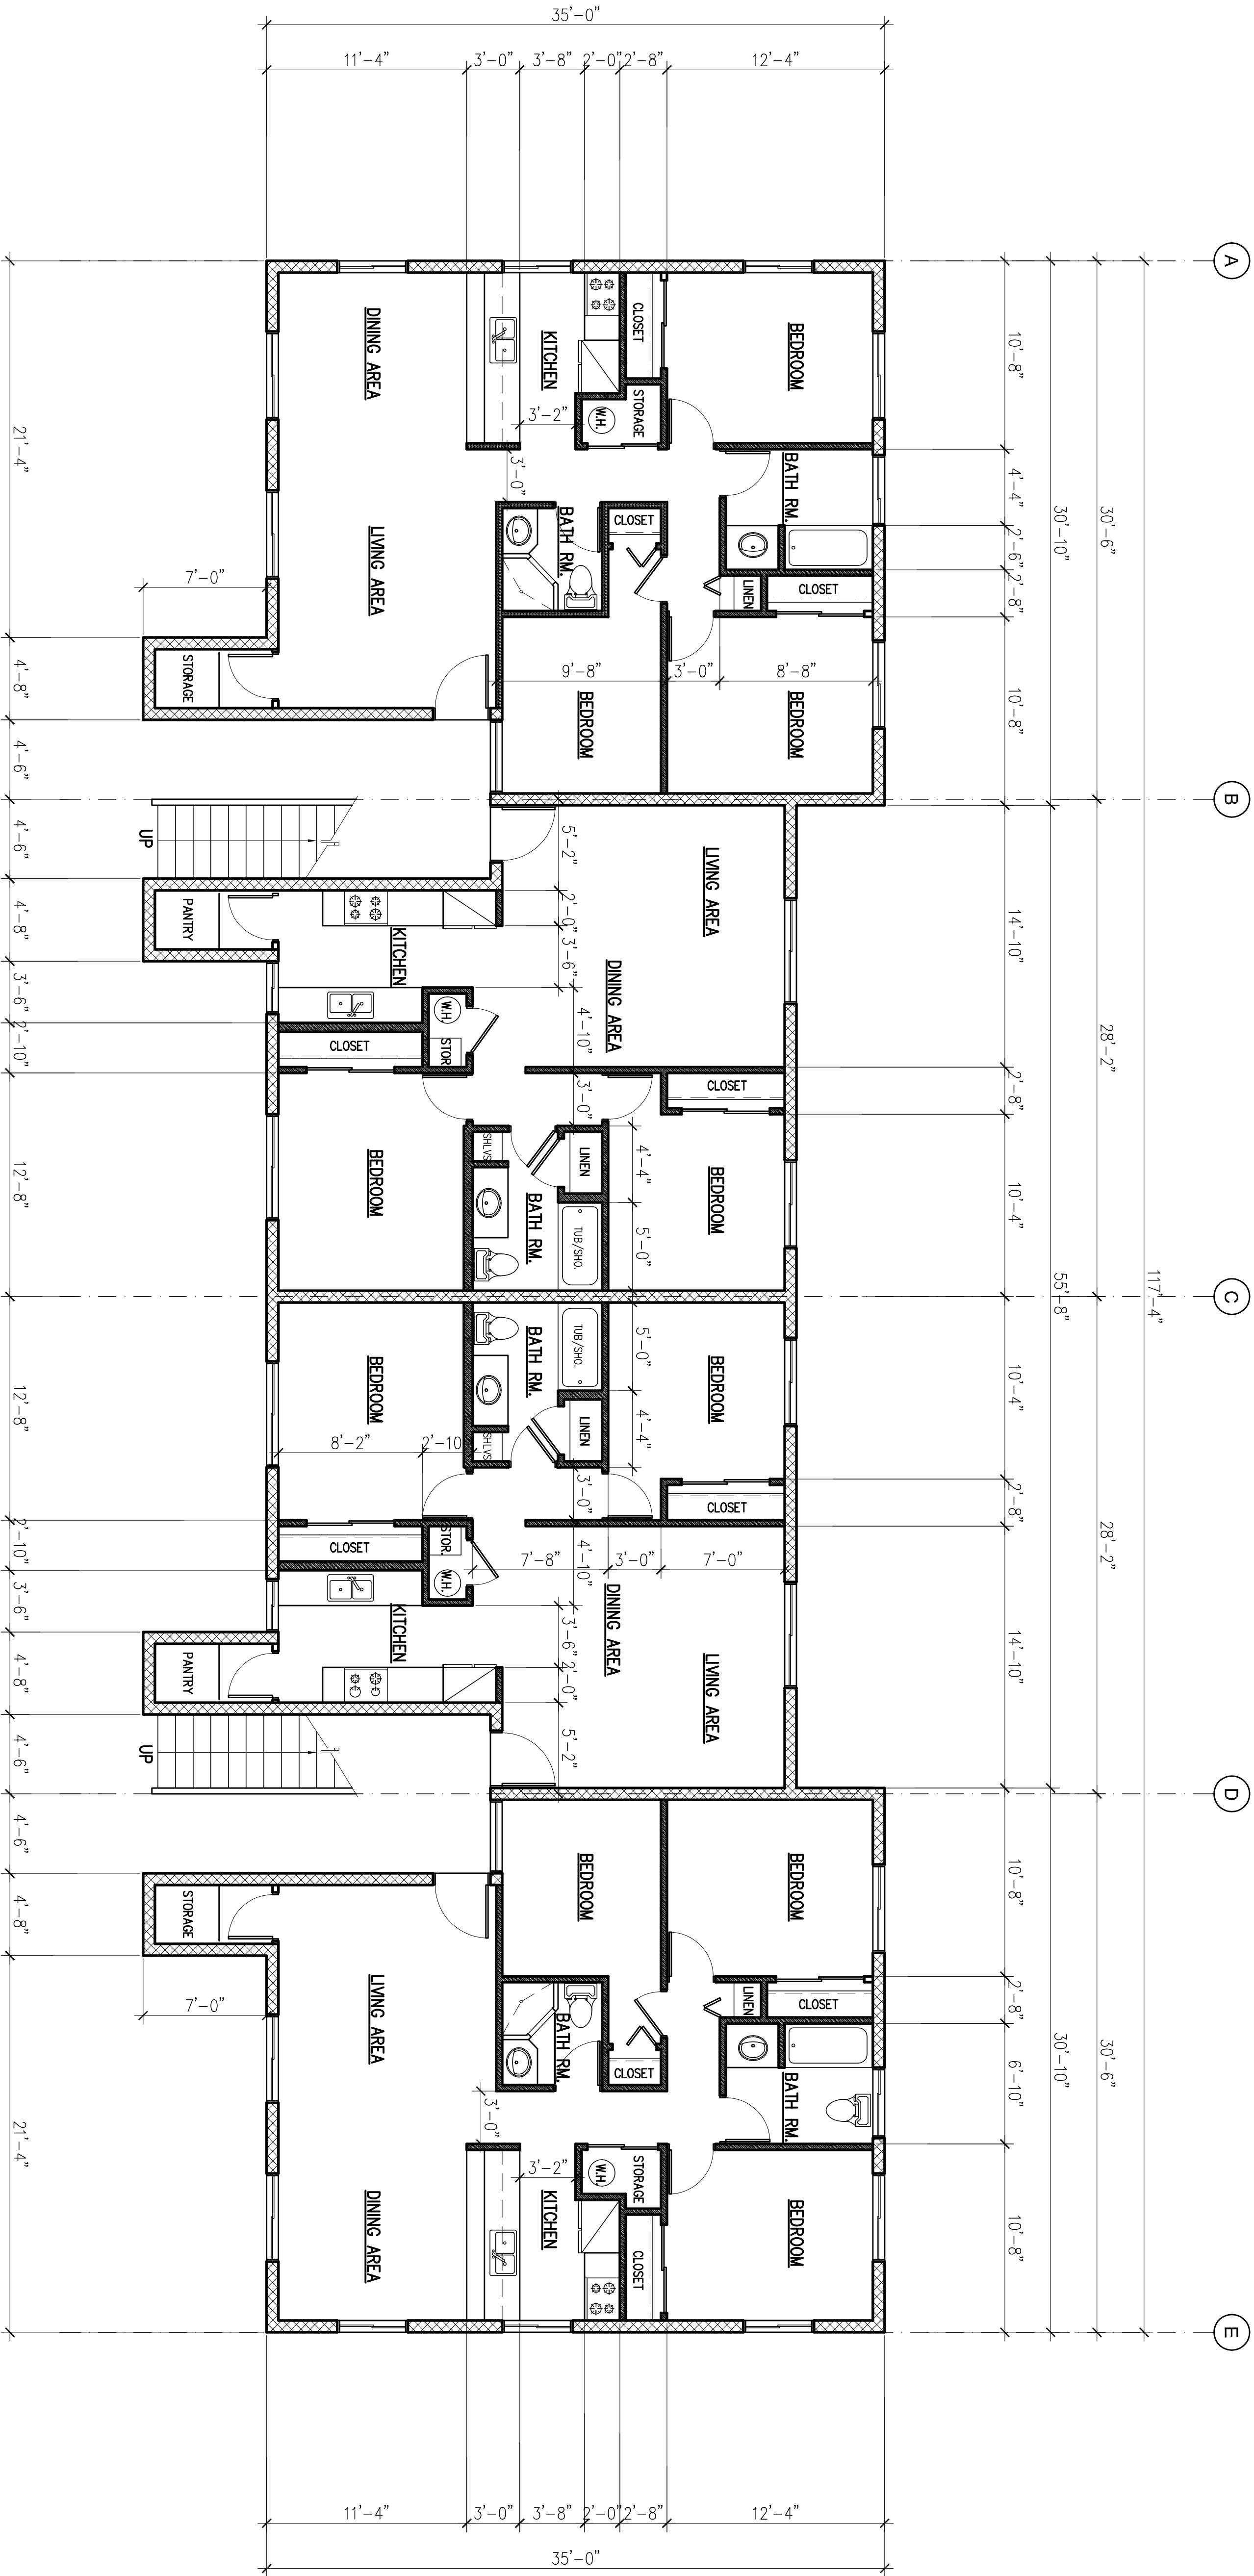 A
B
C
D
E
117'-4"
30'-6"
28'-2"
28'-2"
30'-6"
30'-10"
55'-8"
30'-10"
10'-8"
4'-4"
2'-6"
2'-8"
10'-8"
14'-10"
2'-8"
10'-4"
10'-4"
2'-8"
14'-10"
10'-8"
2'-8"
6'-10"
10'-8"
35'-0"
11'-4"
3'-0"
3'-8"
2'-0"
2'-8"
12'-4"
BEDROOM
BATH RM.
LINEN
CLOSET
BEDROOM
8'-8"
3'-0"
9'-8"
CLOSET
STORAGE
W.H.
KITCHEN
3'-2"
3'-0"
BATH RM.
CLOSET
BEDROOM
DINING AREA
LIVING AREA
STORAGE
7'-0"
UP
LIVING AREA
DINING AREA
5'-2"
2'-0"
3'-6"
4'-10"
3'-0"
KITCHEN
PANTRY
W.H.
STOR
CLOSET
CLOSET
BEDROOM
BEDROOM
LINEN
SHLVS
BATH RM.
TUB/SHO.
4'-4"
5'-0"
BEDROOM
BEDROOM
5'-0"
4'-4"
TUB/SHO.
BATH RM.
LINEN
SHLVS
8'-2"
2'-10
3'-0"
CLOSET
CLOSET
STOR.
W.H.
4'-10"
7'-8"
3'-0"
7'-0"
DINING AREA
LIVING AREA
KITCHEN
3'-6"
2'-0"
5'-2"
PANTRY
UP
BEDROOM
BEDROOM
LINEN
CLOSET
BATH RM.
CLOSET
BATH RM.
BEDROOM
STORAGE
LIVING AREA
7'-0"
3'-0"
3'-2"
W.H.
STORAGE
CLOSET
KITCHEN
DINING AREA
21'-4"
4'-8"
4'-6"
4'-6"
4'-8"
3'-6"
2'-10"
12'-8"
12'-8"
2'-10"
3'-6"
4'-8"
4'-6"
4'-6"
4'-8"
21'-4"
11'-4"
3'-0"
3'-8"
2'-0"
2'-8"
12'-4"
35'-0"